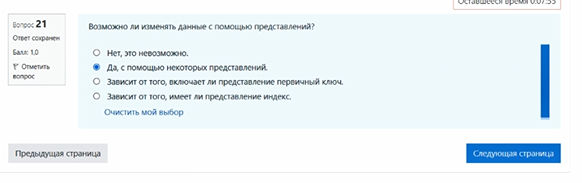 Оставшееся время 0:07:55
Вопрос 21
Ответ сохранен
Балл: 1,0
Отметить вопрос
Возможно ли изменять данные с помощью представлений?
Нет, это невозможно.
Да, с помощью некоторых представлений.
Зависит от того, включает ли представление первичный ключ.
Зависит от того, имеет ли представление индекс.
Очистить мой выбор
Предыдущая страница
Следующая страница